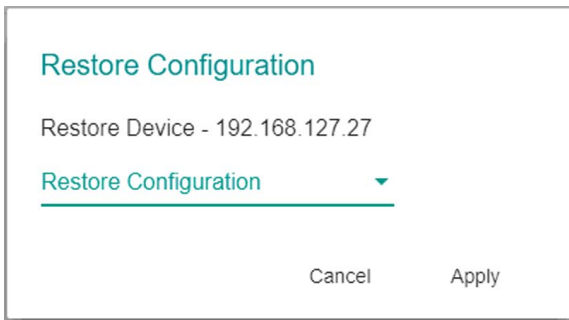 Restore Configuration
Restore Device - 192.168.127.27
Restore Configuration
Cancel Apply